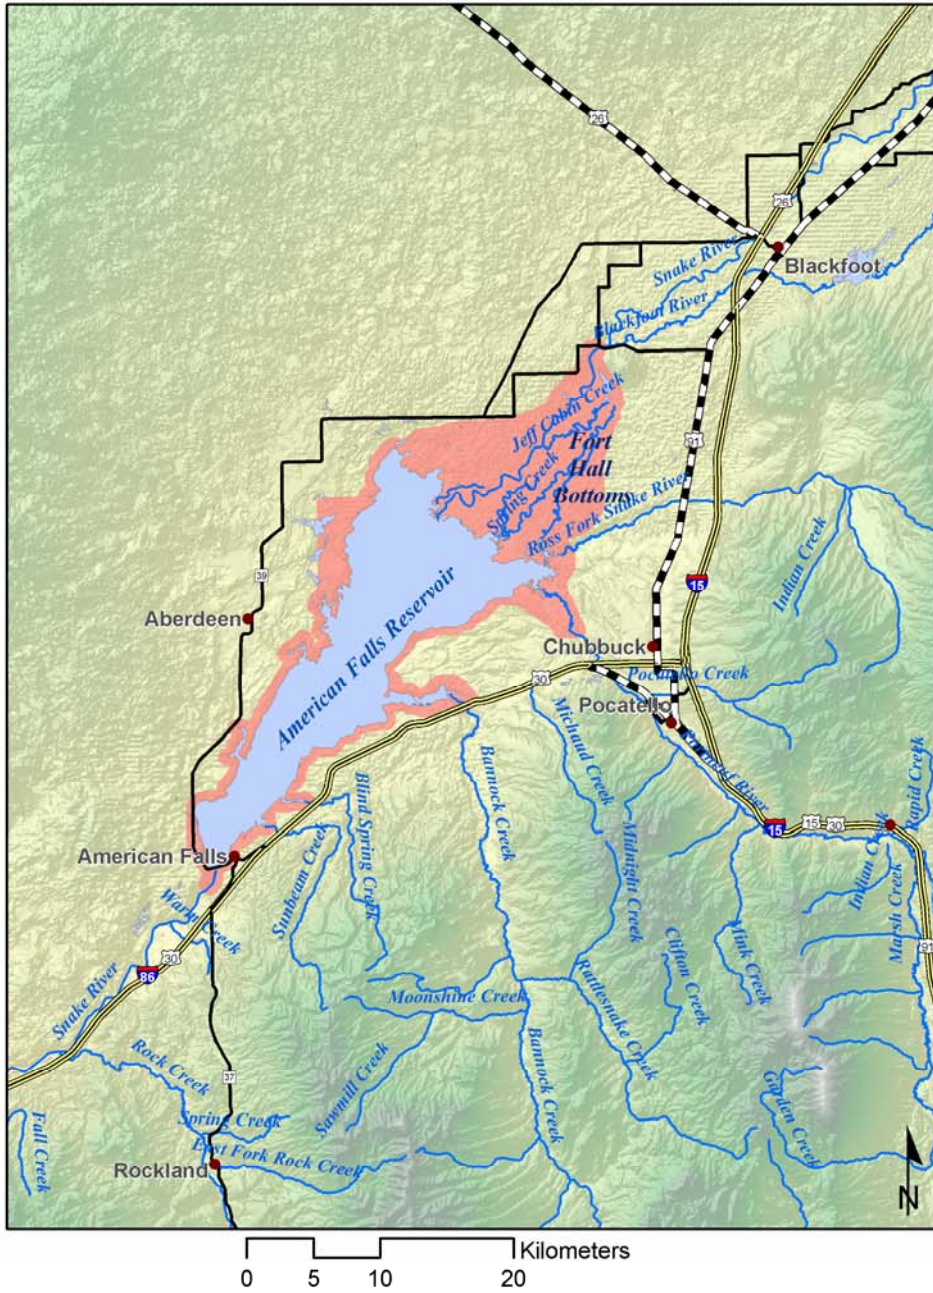 26
26
Snake River
Blackfoot
Blackfoot River
Jeff Cabin Creek
91
Fort
Hall
Bottoms
Spring Creek
Ross Fork Snake River
Indian Creek
39
15
American Falls Reservoir
Aberdeen
Chubbuck
30
Pocatello Creek
Pocatello
Michaud Creek
Portneuf River
Bannock Creek
Rapid Creek
Blind Spring Creek
15
15
30
Midnight Creek
Indian Creek
American Falls
Sunbeam Creek
Marsh Creek
Warm Creek
Clifton Creek
Mink Creek
91
30
86
Snake River
Rattlesnake Creek
Moonshine Creek
Bannock Creek
Rock Creek
37
Sawmill Creek
Garden Creek
Spring Creek
Fall Creek
East Fork Rock Creek
Rockland
N
Kilometers
0 5 10 20